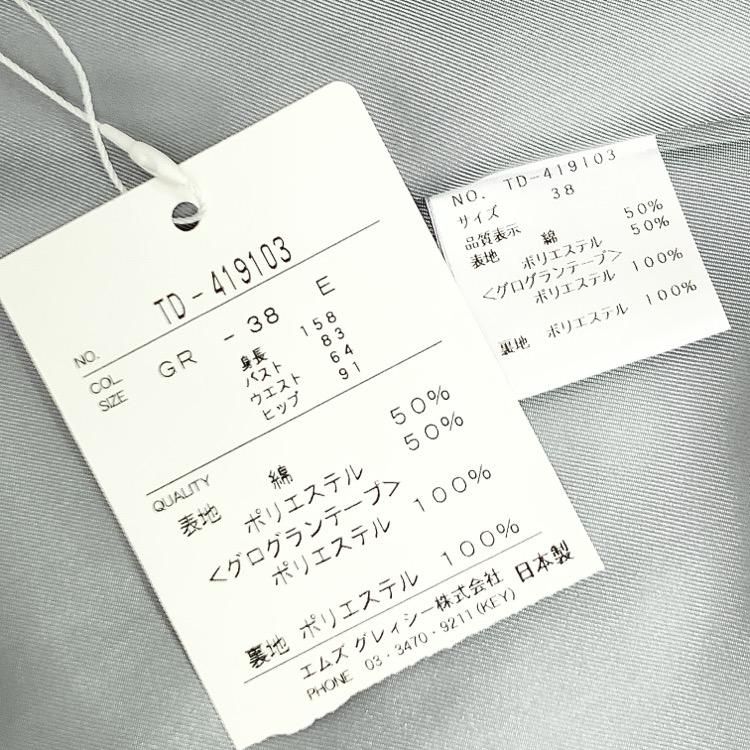 NO. TD-419103
COL GR - 38 E
SIZE
身長 158
バスト 83
ウエスト 64
ヒップ 91
QUALITY
表地 綿 50%
ポリエステル 50%
<グログランテープ>
ポリエステル 100%
裏地 ポリエステル 100%
エムズ グレィシー株式会社 日本製
PHONE 03・3470・9211(KEY)
NO. TD-419103
サイズ 38
品質表示
表地 綿 50%
ポリエステル 50%
<グログランテープ>
ポリエステル 100%
裏地 ポリエステル 100%